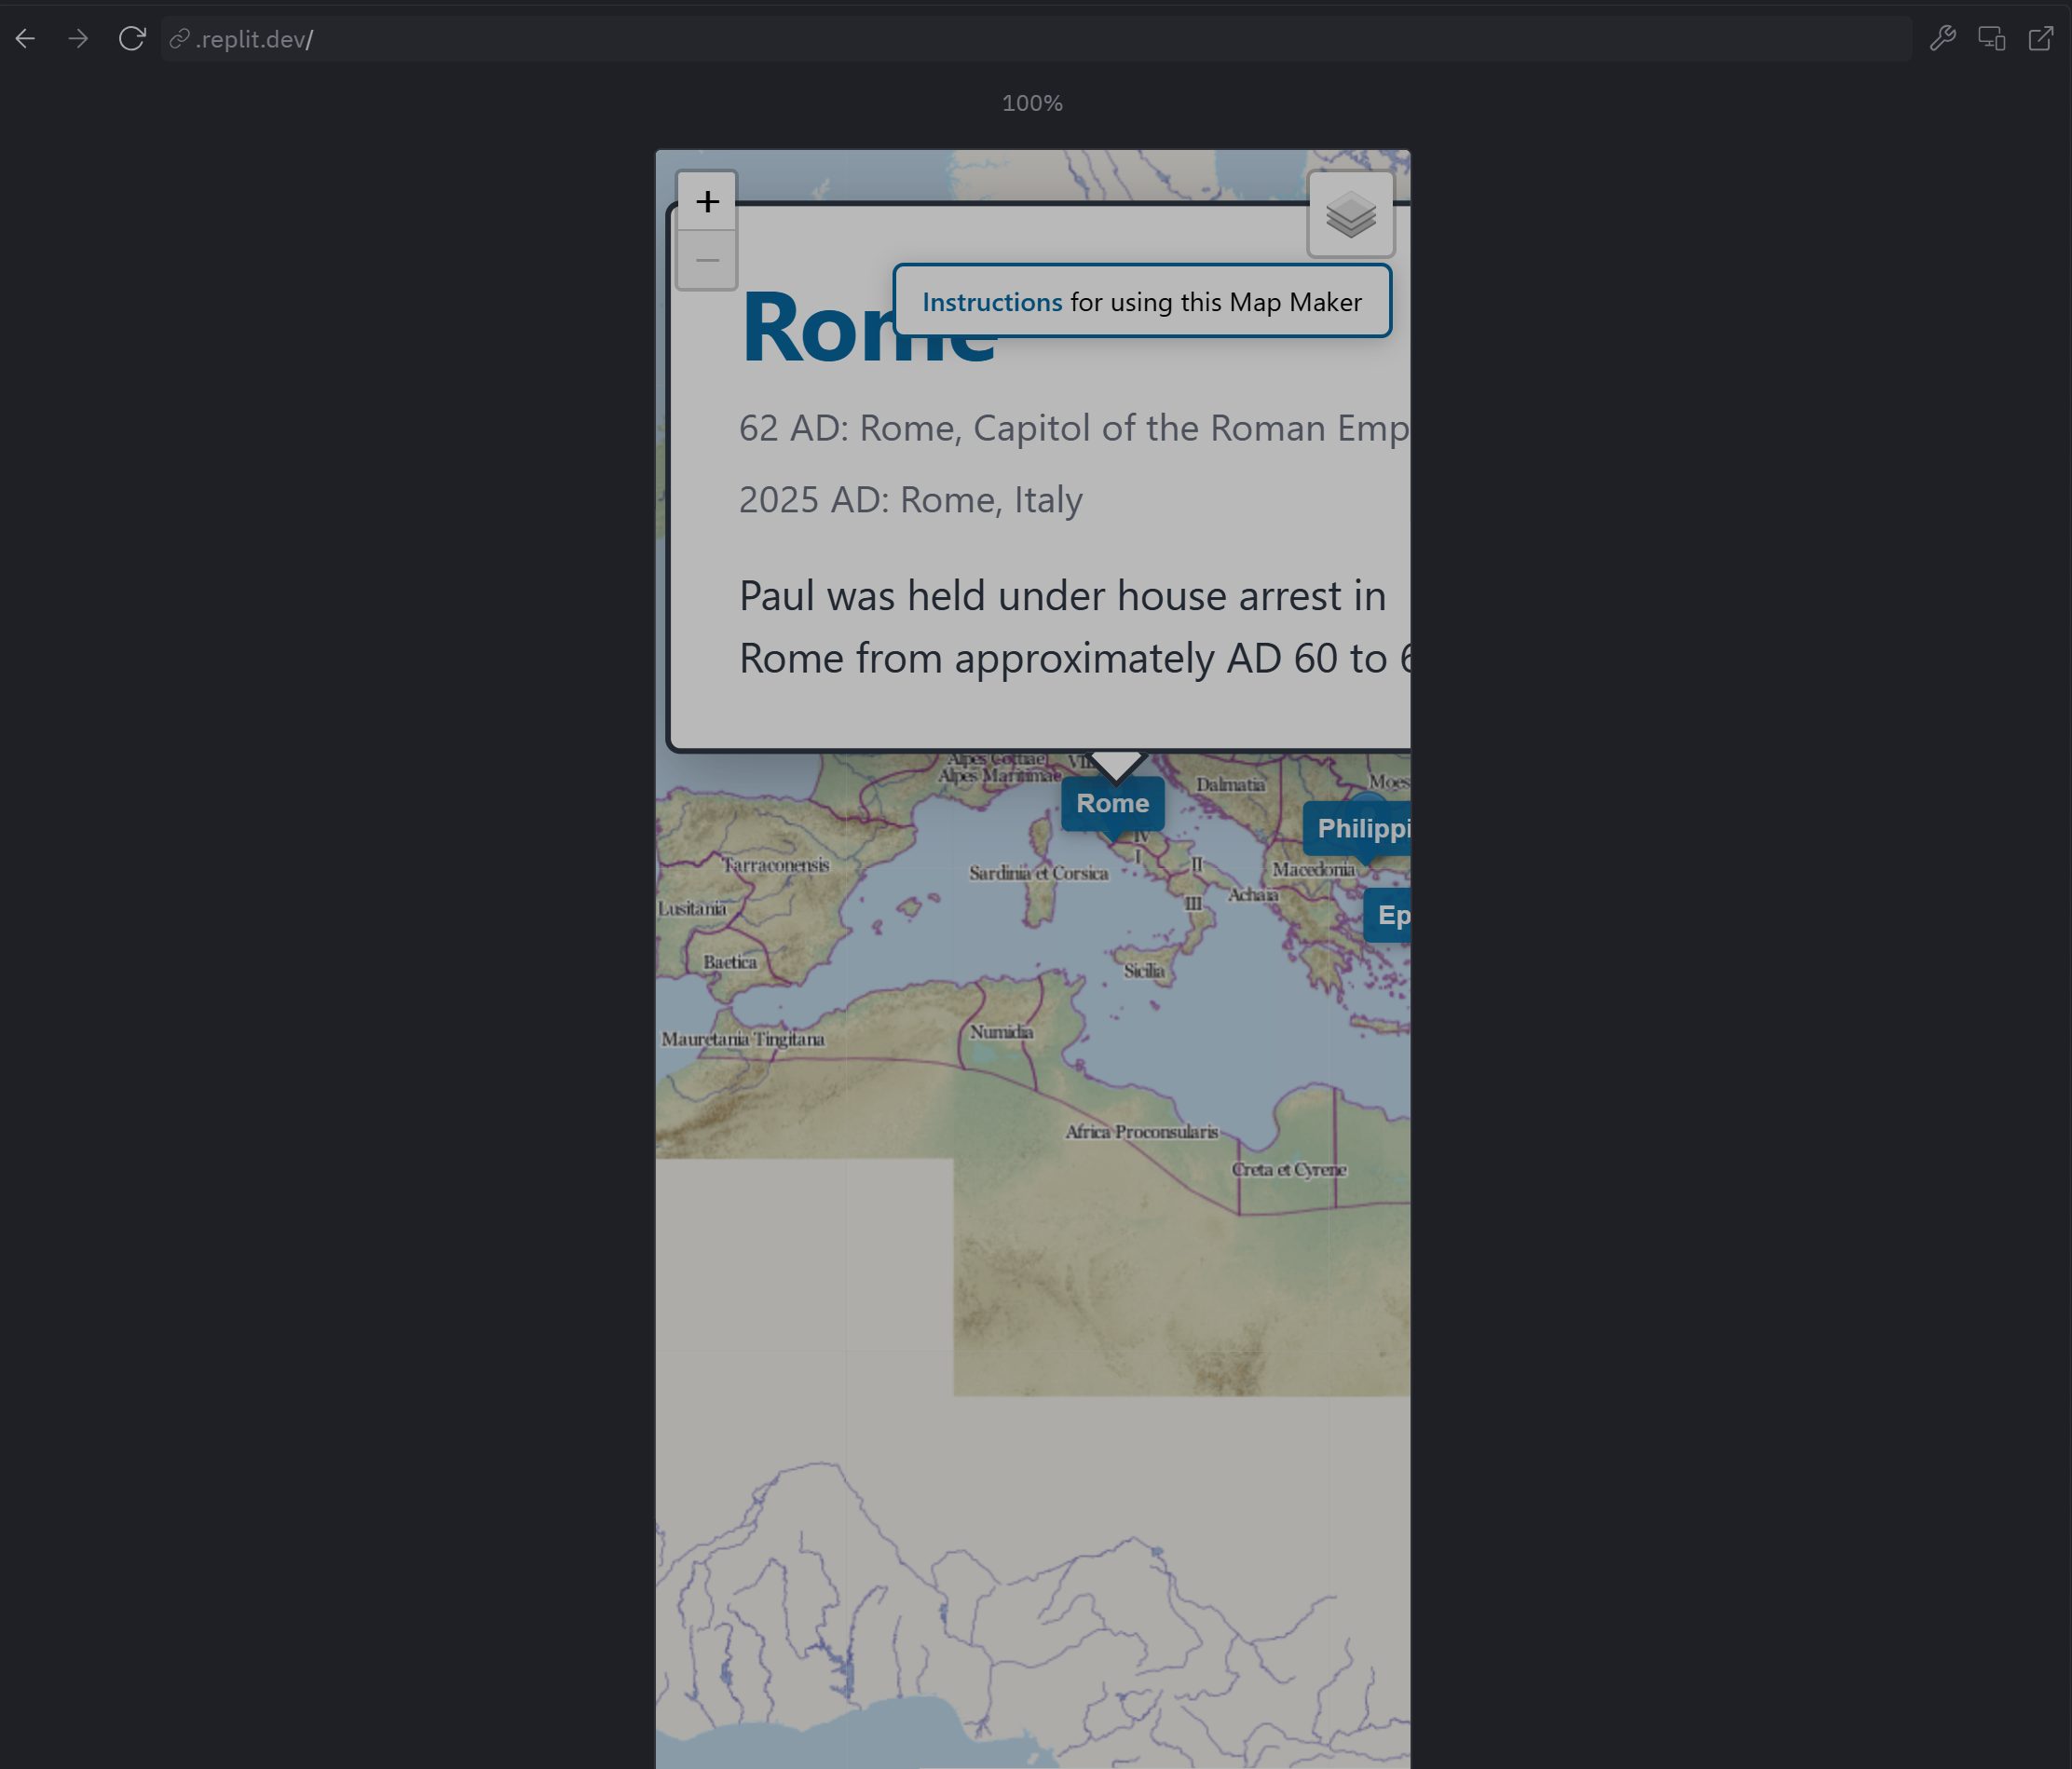 .replit.dev/
100%
+
−
Instructions for using this Map Maker
Rome
62 AD: Rome, Capitol of the Roman Emp
2025 AD: Rome, Italy
Paul was held under house arrest in
Rome from approximately AD 60 to 6
Alpes Cottiae
Alpes Maritimae
Dalmatia
Moes
Rome
Philippi
IV
I
II
Tarraconensis
Sardinia et Corsica
Macedonia
Achaia
III
Lusitania
Ep
Baetica
Sicilia
Mauretania Tingitana
Numidia
Africa Proconsularis
Creta et Cyrene